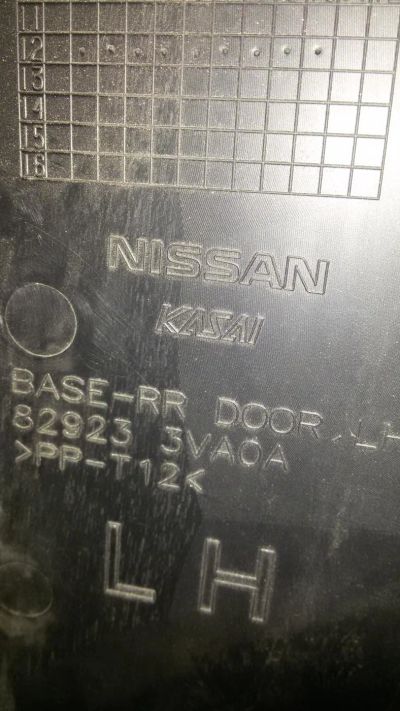 11
12
13
14
15
16
NISSAN
KASAI
BASE-RR DOOR, LH
82923 3VA0A
>PP-T12<
LH